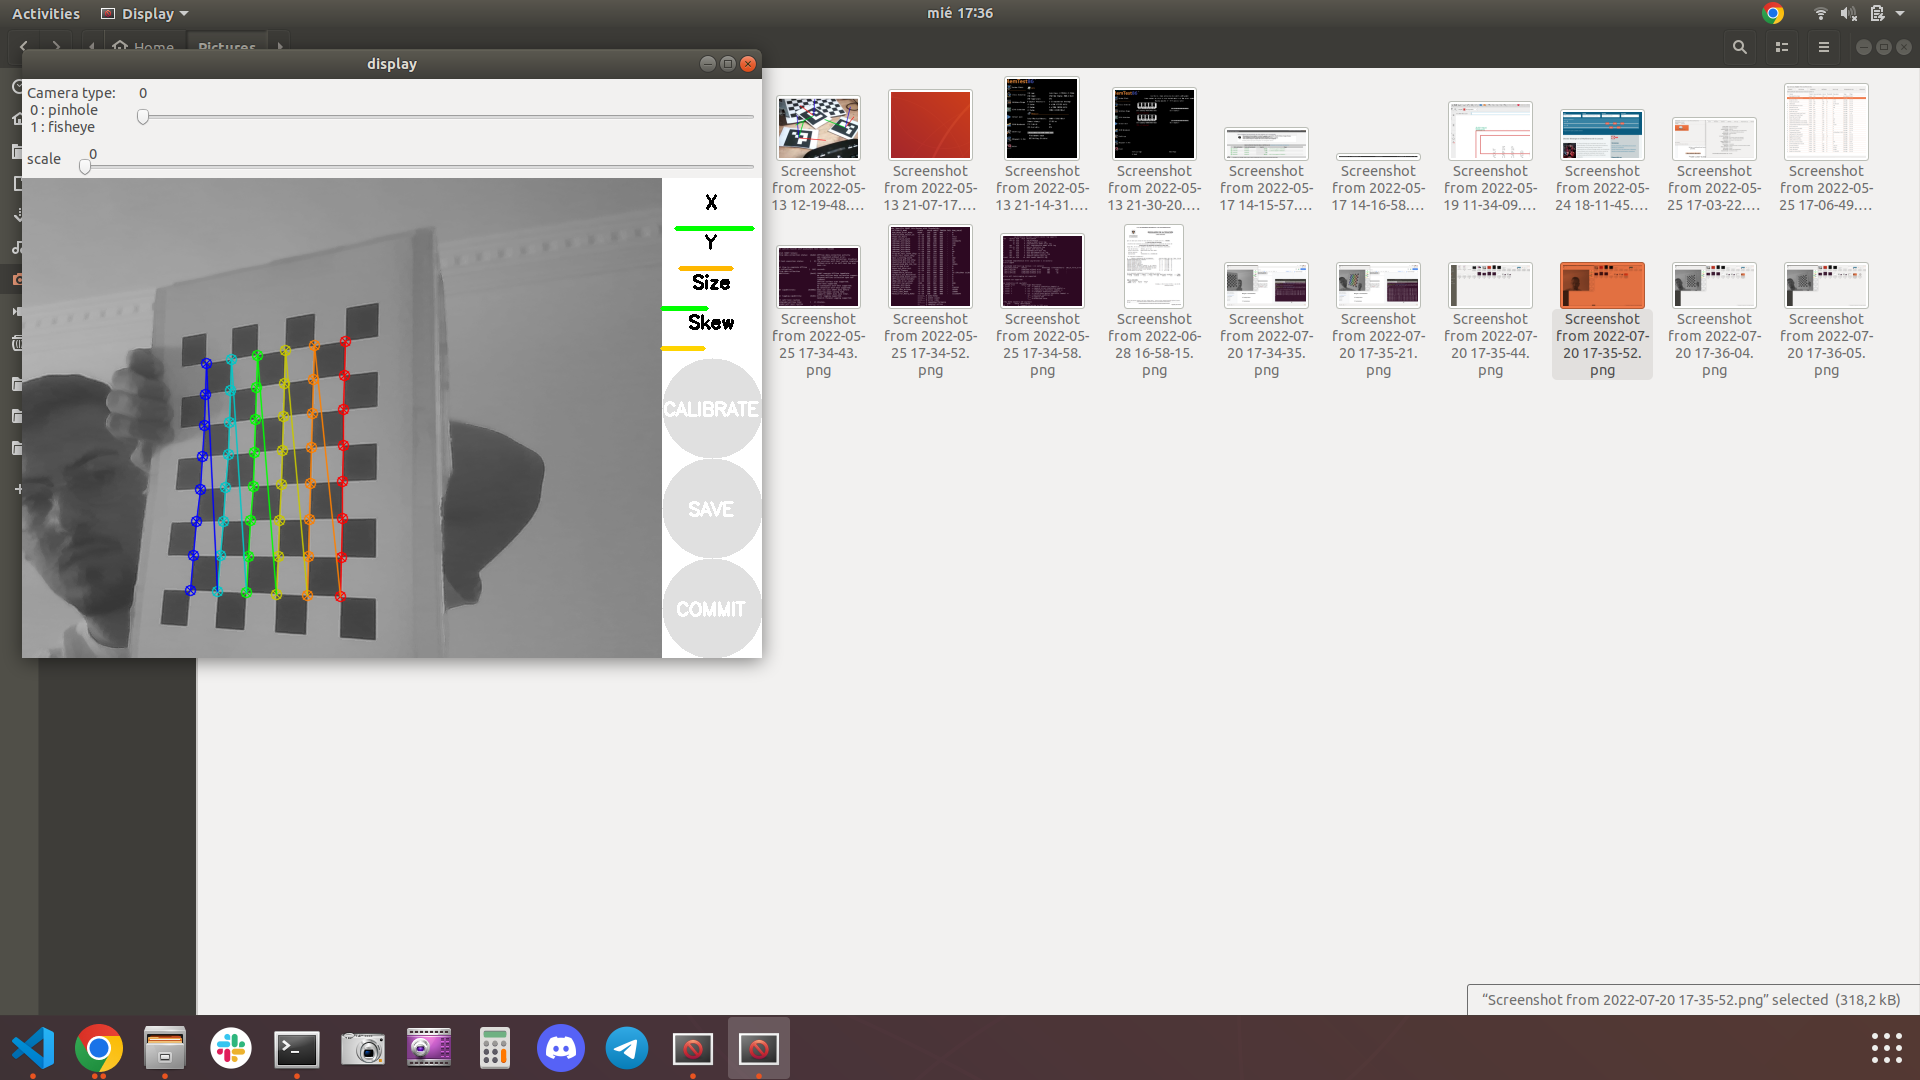 Activities
Display
mié 17:36
Home
Pictures
display
Camera type:
0 : pinhole
1 : fisheye
0
scale
0
X
Y
Size
Skew
CALIBRATE
SAVE
COMMIT
Screenshot
from 2022-05-
13 12-19-48.…
Screenshot
from 2022-05-
13 21-07-17.…
Screenshot
from 2022-05-
13 21-14-31.…
Screenshot
from 2022-05-
13 21-30-20.…
Screenshot
from 2022-05-
17 14-15-57.…
Screenshot
from 2022-05-
17 14-16-58.…
Screenshot
from 2022-05-
19 11-34-09.…
Screenshot
from 2022-05-
24 18-11-45.…
Screenshot
from 2022-05-
25 17-03-22.…
Screenshot
from 2022-05-
25 17-06-49.…
Screenshot
from 2022-05-
25 17-34-43.
png
Screenshot
from 2022-05-
25 17-34-52.
png
Screenshot
from 2022-05-
25 17-34-58.
png
Screenshot
from 2022-06-
28 16-58-15.
png
Screenshot
from 2022-07-
20 17-34-35.
png
Screenshot
from 2022-07-
20 17-35-21.
png
Screenshot
from 2022-07-
20 17-35-44.
png
Screenshot
from 2022-07-
20 17-35-52.
png
Screenshot
from 2022-07-
20 17-36-04.
png
Screenshot
from 2022-07-
20 17-36-05.
png
“Screenshot from 2022-07-20 17-35-52.png” selected (318,2 kB)